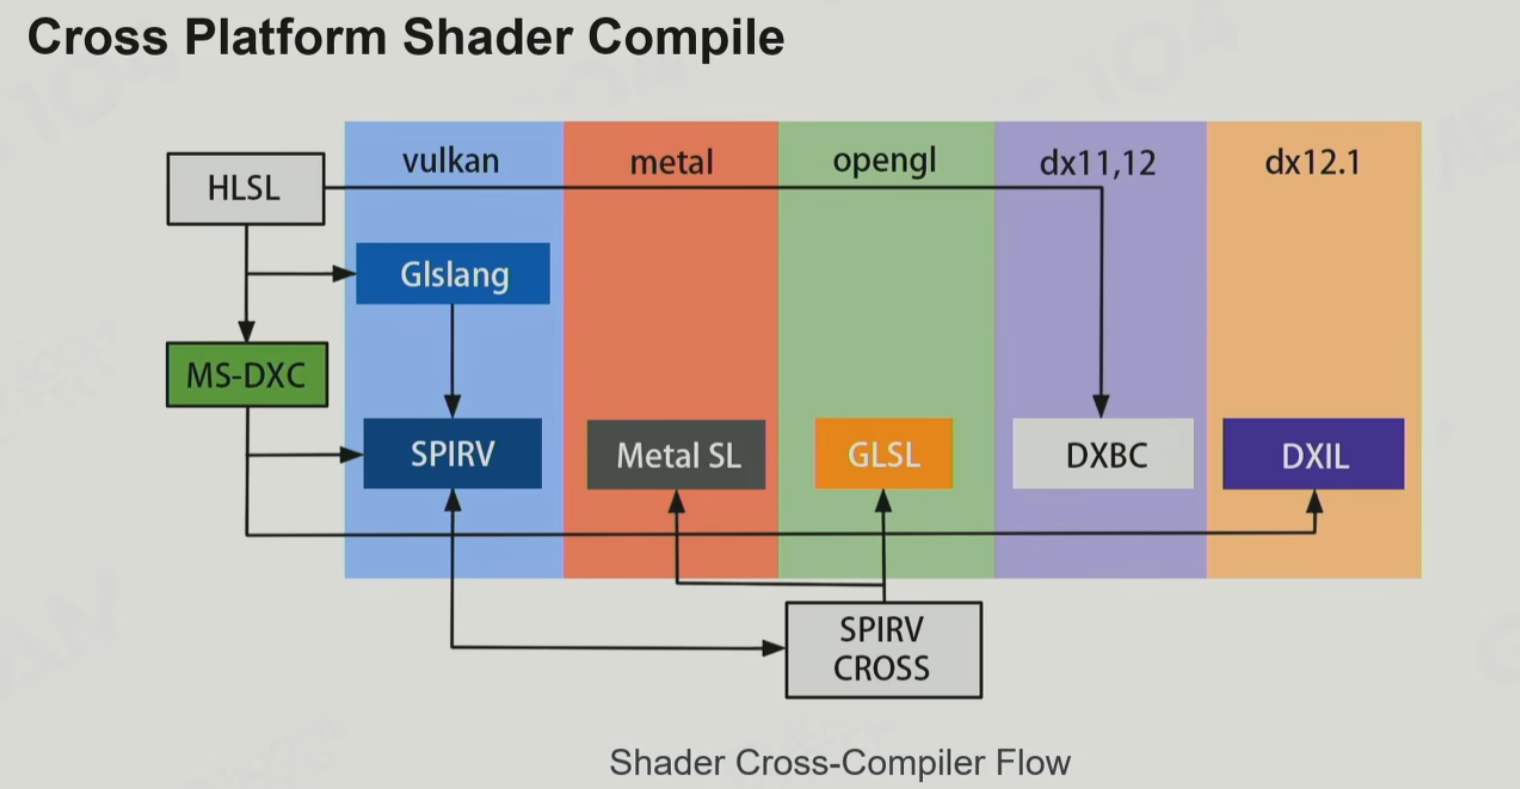 Cross Platform Shader Compile
HLSL
vulkan
metal
opengl
dx11,12
dx12.1
Glslang
MS-DXC
SPIRV
Metal SL
GLSL
DXBC
DXIL
SPIRV
CROSS
Shader Cross-Compiler Flow